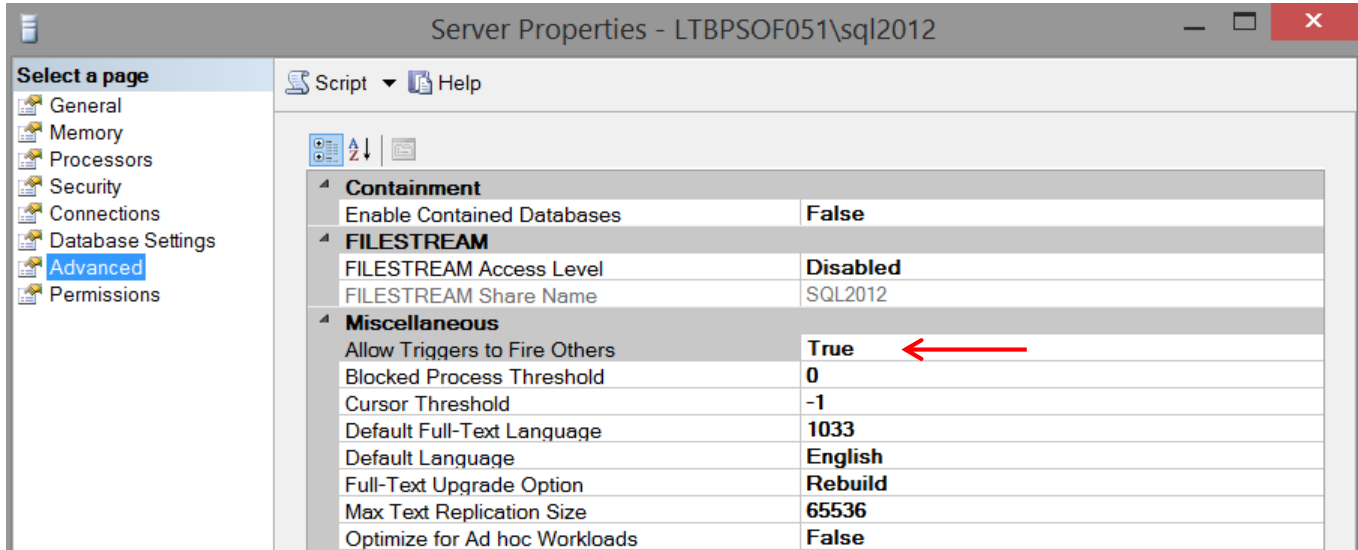 Server Properties - LTBPSOF051\sql2012
Select a page
General
Memory
Processors
Security
Connections
Database Settings
Advanced
Permissions
Script Help
Containment
Enable Contained Databases False
FILESTREAM
FILESTREAM Access Level Disabled
FILESTREAM Share Name SQL2012
Miscellaneous
Allow Triggers to Fire Others True
Blocked Process Threshold 0
Cursor Threshold -1
Default Full-Text Language 1033
Default Language English
Full-Text Upgrade Option Rebuild
Max Text Replication Size 65536
Optimize for Ad hoc Workloads False